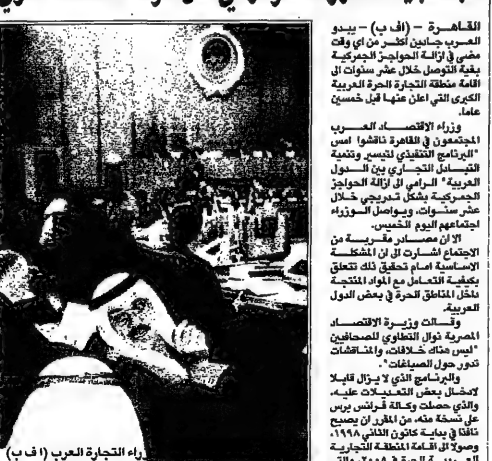 القاهرة - (اف ب) - يبدو
العرب جادين أكثر من اي وقت
مضى في ازالة الحواجز الجمركية
بغية التوصل خلال عشر سنوات الى
اقامة منطقة التجارة الحرة العربية
الكبرى التي اعلن عنها قبل خمسين
عاما.
وزراء الاقتصاد العرب
المجتمعون في القاهرة ناقشوا امس
"البرنامج التنفيذي لتيسير وتنمية
التبادل التجاري بين الدول
العربية" الرامي الى ازالة الحواجز
الجمركية بشكل تدريجي خلال
عشر سنوات. ويواصل الوزراء
اجتماعهم اليوم الخميس.
الا ان مصادر مقربة من
الاجتماع اشارت الى ان المشكلة
الاساسية امام تحقيق ذلك تتعلق
بكيفية التعامل مع المواد المنتجة
داخل المناطق الحرة في بعض الدول
العربية.
وقالت وزيرة الاقتصاد
المصرية نوال التطاوي للصحافيين
"ليس هناك خلافات، والمناقشات
تدور حول الصياغات".
والبرنامج الذي لا يزال قابلا
لادخال بعض التعديلات عليه،
والذي حصلت وكالة فرانس برس
على نسخة منه، من المقرر ان يصبح
نافذا في بداية كانون الثاني ١٩٩٨،
وصولا الى اقامة المنطقة التجارية
راء التجارة العرب (ا ف ب)